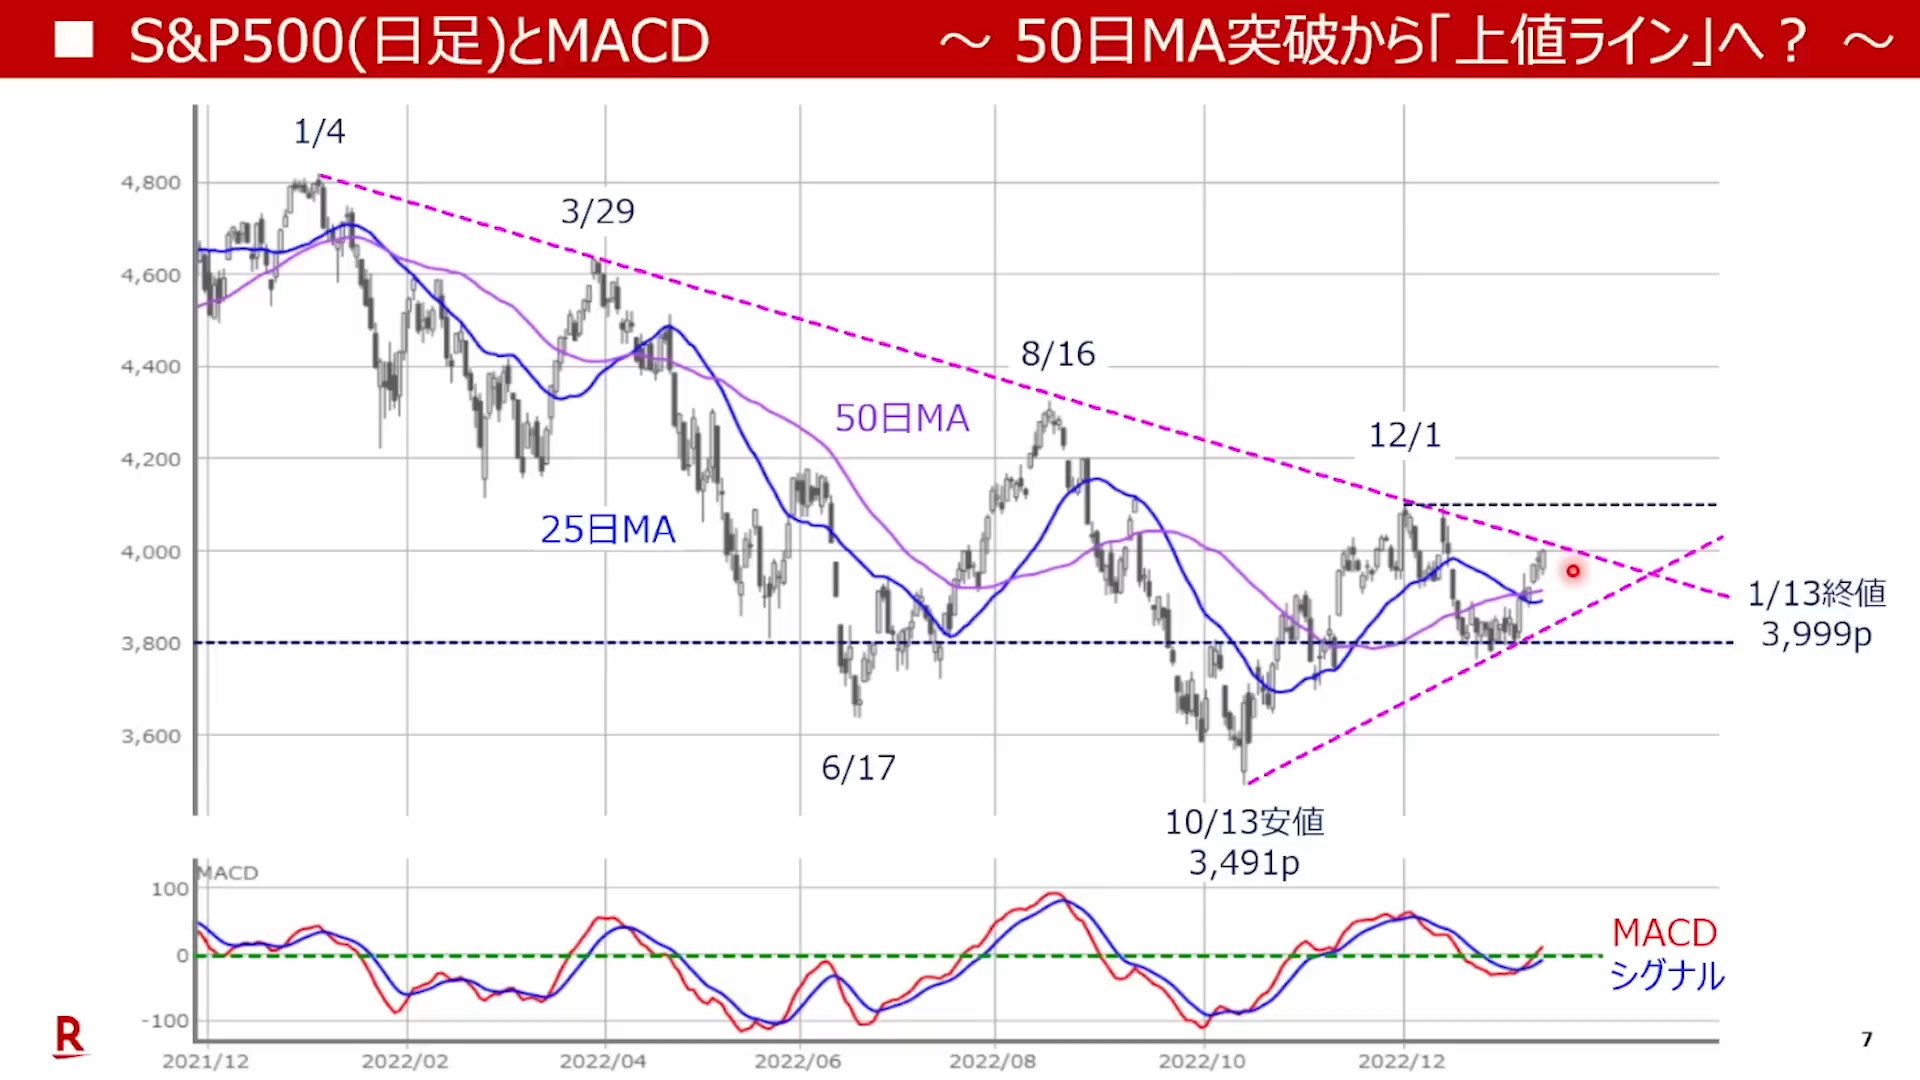 ■ S&P500(日足)とMACD ～ 50日MA突破から「上値ライン」へ？ ～
1/4
4,800
3/29
4,600
8/16
4,400
50日MA
12/1
4,200
25日MA
4,000
1/13終値
3,999p
3,800
3,600
6/17
10/13安値
3,491p
MACD
100
MACD
0
シグナル
-100
R
7
2021/12 2022/02 2022/04 2022/06 2022/08 2022/10 2022/12